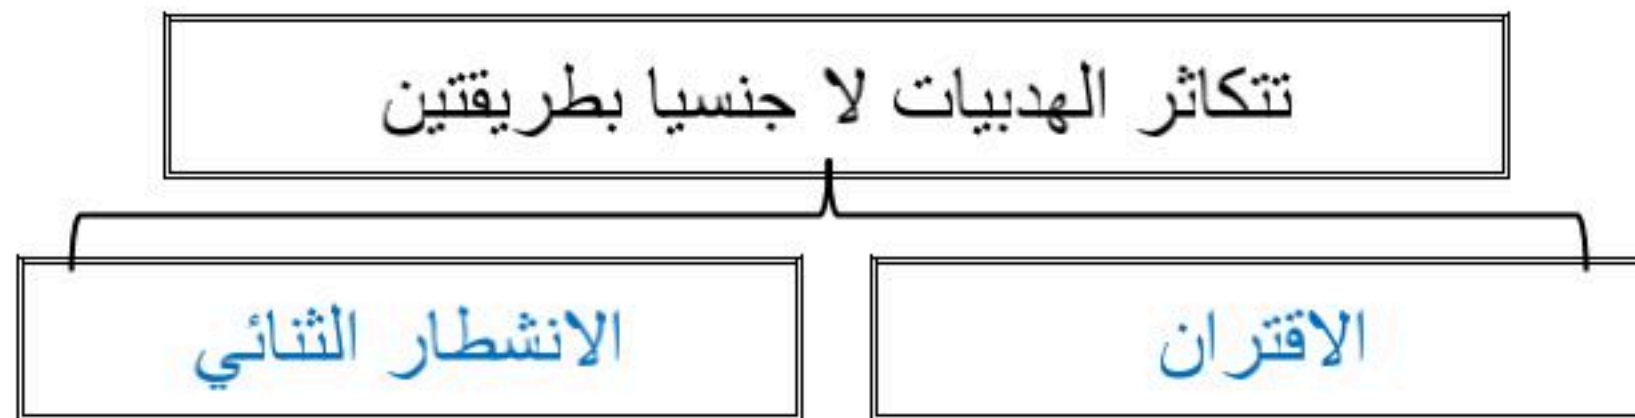 تتكاثر الهدبيات لا جنسيا بطريقتين
الاقتران
الانشطار الثنائي